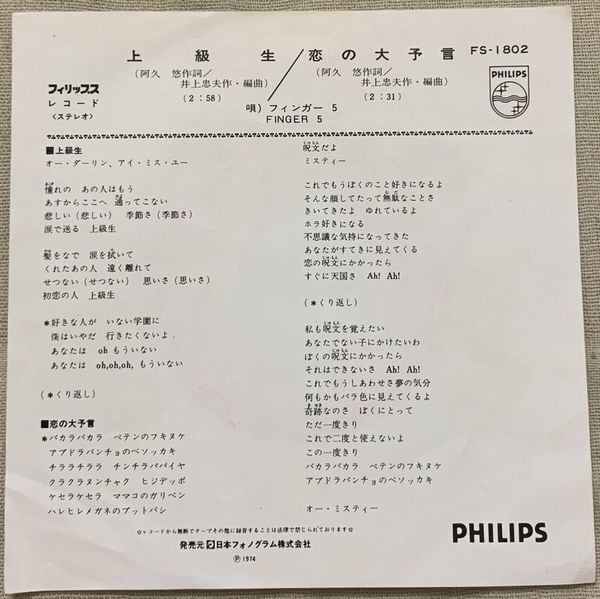 上級生／恋の大予言 FS-1802
(阿久 悠作詞／井上忠夫作・編曲)
(2：58)
(阿久 悠作詞／井上忠夫作・編曲)
(2：31)
唄）フィンガー 5
FINGER 5
フィリップス
レコード
〈ステレオ〉
PHILIPS
PHILIPS
■上級生
オー・ダーリン、アイ・ミス・ユー
憧れの　あの人はもう
あすからここへ　通ってこない
悲しい（悲しい）　季節さ（季節さ）
涙で送る　上級生
髪をなで　涙を拭いて
くれたあの人　遠く離れて
せつない（せつない）　思いさ（思いさ）
初恋の人　上級生
＊好きな人が　いない学園に
僕はいやだ　行きたくないよ
あなたは　oh もういない
あなたは　oh,oh,oh, もういない
（＊くり返し）
■恋の大予言
＊バカラバカラ　ペテンのフキヌケ
アブドラバンチョのベソッカキ
チララチララ　チンチラパパイヤ
クラクラヌンチャク　ヒジデッポ
ケセラケセラ　ママコのガリベン
ハレヒレメガネのブットバシ
呪文だよ
ミスティー
これでもうぼくのこと好きになるよ
そんな顔してたって無駄なことさ
きいてきたよ　ゆれているよ
ホラ好きになる
不思議な気持になってきた
あなたがすてきに見えてくる
恋の呪文にかかったら
すぐに天国さ　Ah! Ah!
（＊くり返し）
私も呪文を覚えたい
あなたでない子にかけたいわ
ぼくの呪文にかかったら
それはできないさ　Ah! Ah!
これでもうしあわせさ夢の気分
何もかもバラ色に見えてくるよ
奇跡なのさ　ぼくにとって
ただ一度きり
これで二度と使えないよ
この一度きり
バカラバカラ　ペテンのフキヌケ
アブドラバンチョのベソッカキ
オー・ミスティー
☆レコードから無断でテープその他に録音することは法律で禁じられております☆
発売元 日本フォノグラム株式会社
Ⓟ 1974
PHILIPS